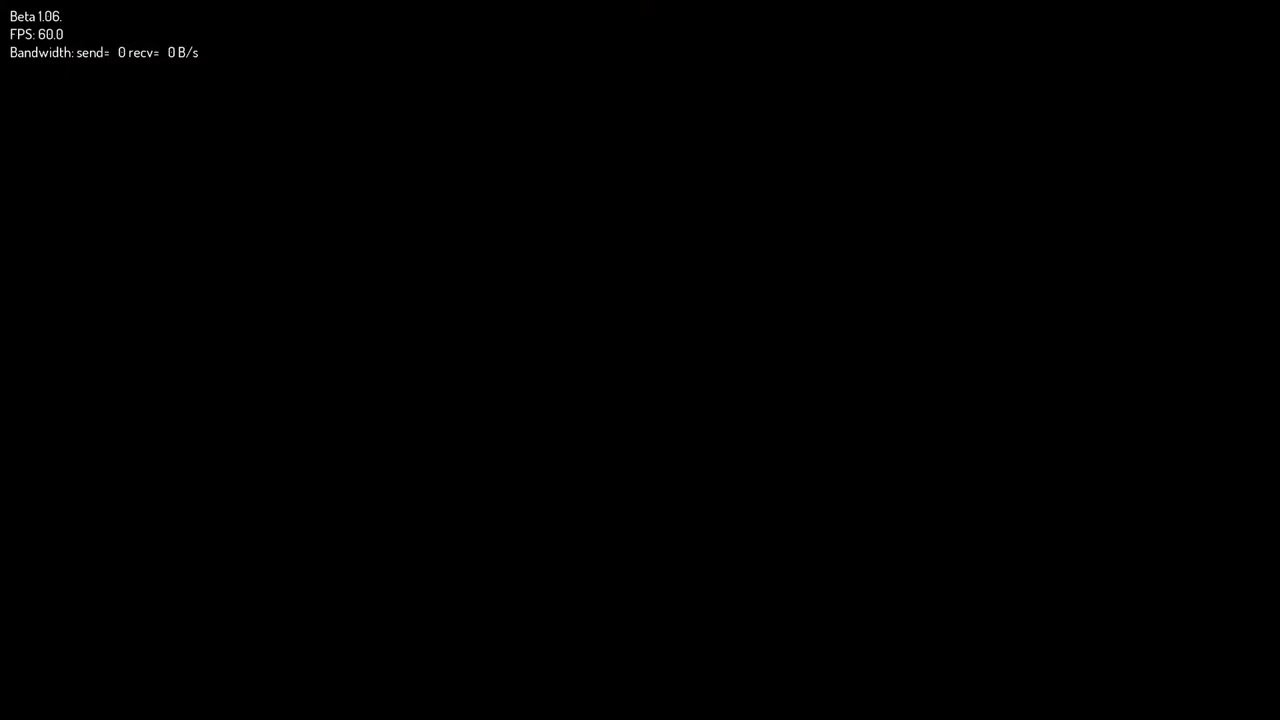 Beta 1.06.
FPS: 60.0
Bandwidth: send= 0 recv= 0 B/s